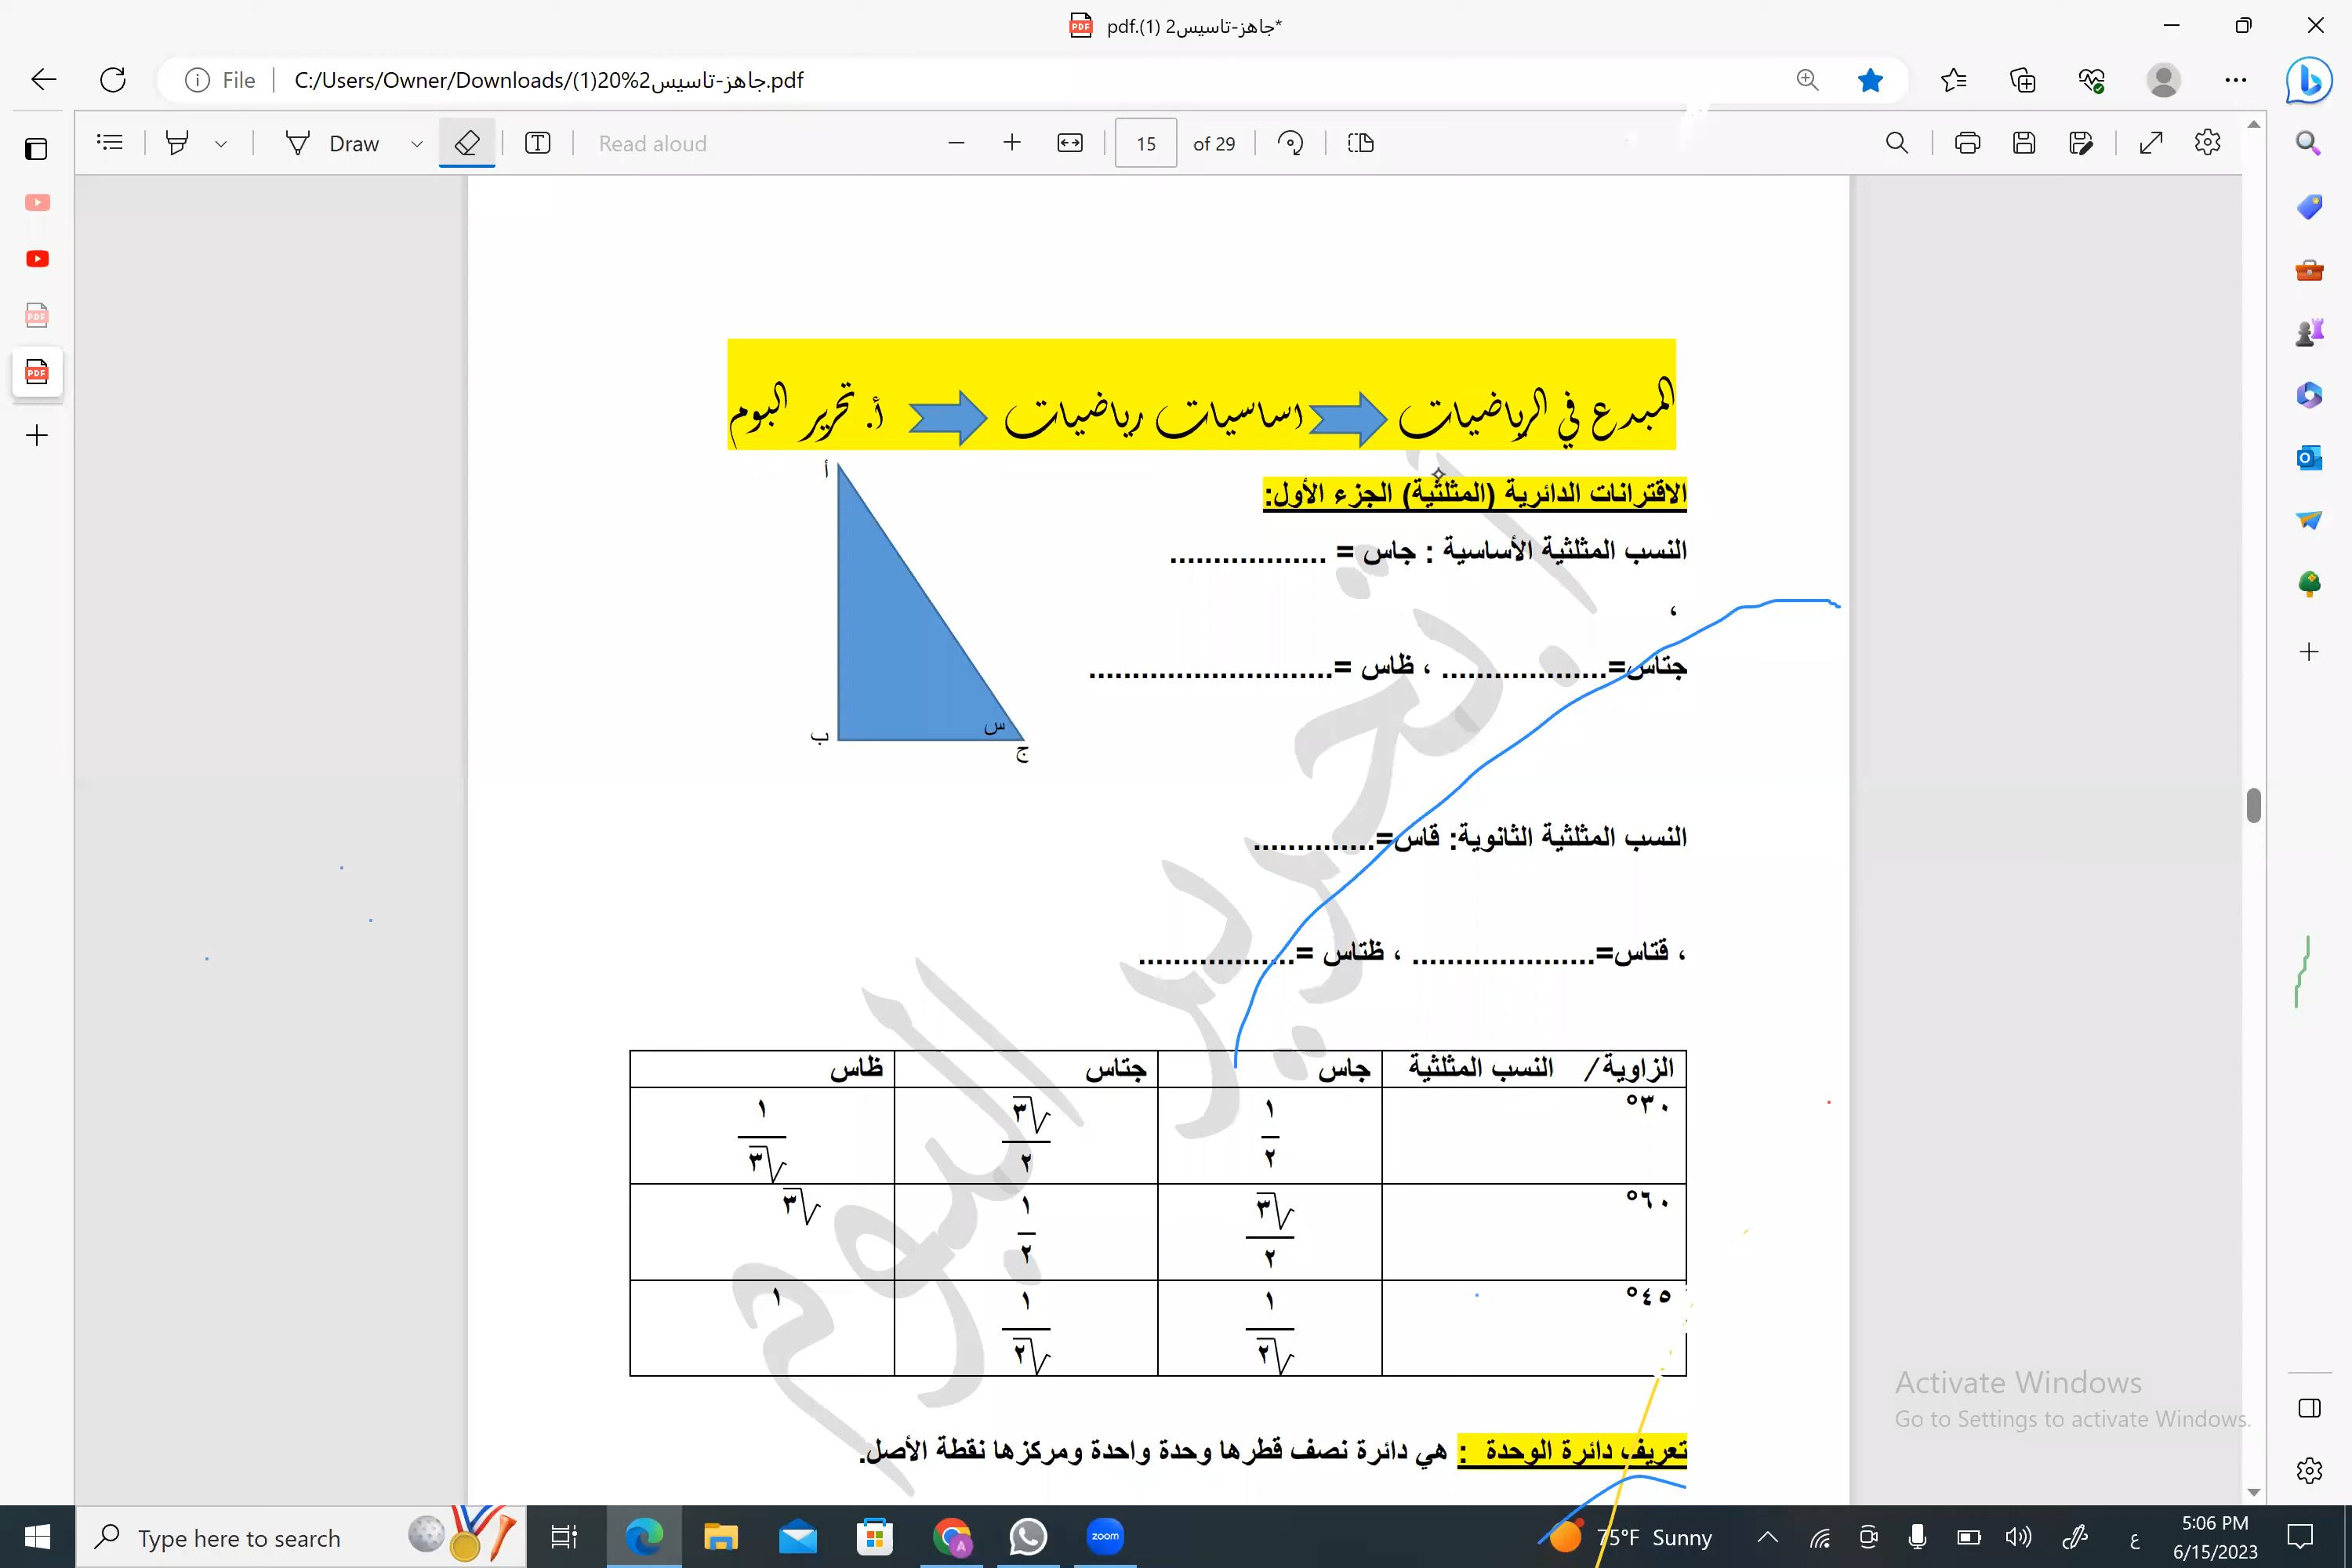 جاهز-تاسيس2 (1).pdf*
File
C:/Users/Owner/Downloads/(1)20%2جاهز-تاسيس.pdf
Draw
Read aloud
15 of 29
المبدع في الرياضيات اساسيات رياضيات أ. تحرير البوم
الاقترانات الدائرية (المثلثية) الجزء الأول:
النسب المثلثية الأساسية : جاس = ..................
،
جتاس=................... ، ظاس =............................
أ
ب
س
ج
النسب المثلثية الثانوية: قاس=..............
، قتاس=..................... ، ظتاس =..................
الزاوية/ النسب المثلثية جاس جتاس ظاس
٣٠° ١/٢ √٣/٢ ١/√٣
٦٠° √٣/٢ ١/٢ √٣
٤٥° ١/√٢ ١/√٢ ١
تعريف دائرة الوحدة : هي دائرة نصف قطرها وحدة واحدة ومركزها نقطة الأصل.
أ.تحرير البوم
Activate Windows
Go to Settings to activate Windows.
Type here to search
zoom
75°F Sunny
ع
5:06 PM
6/15/2023